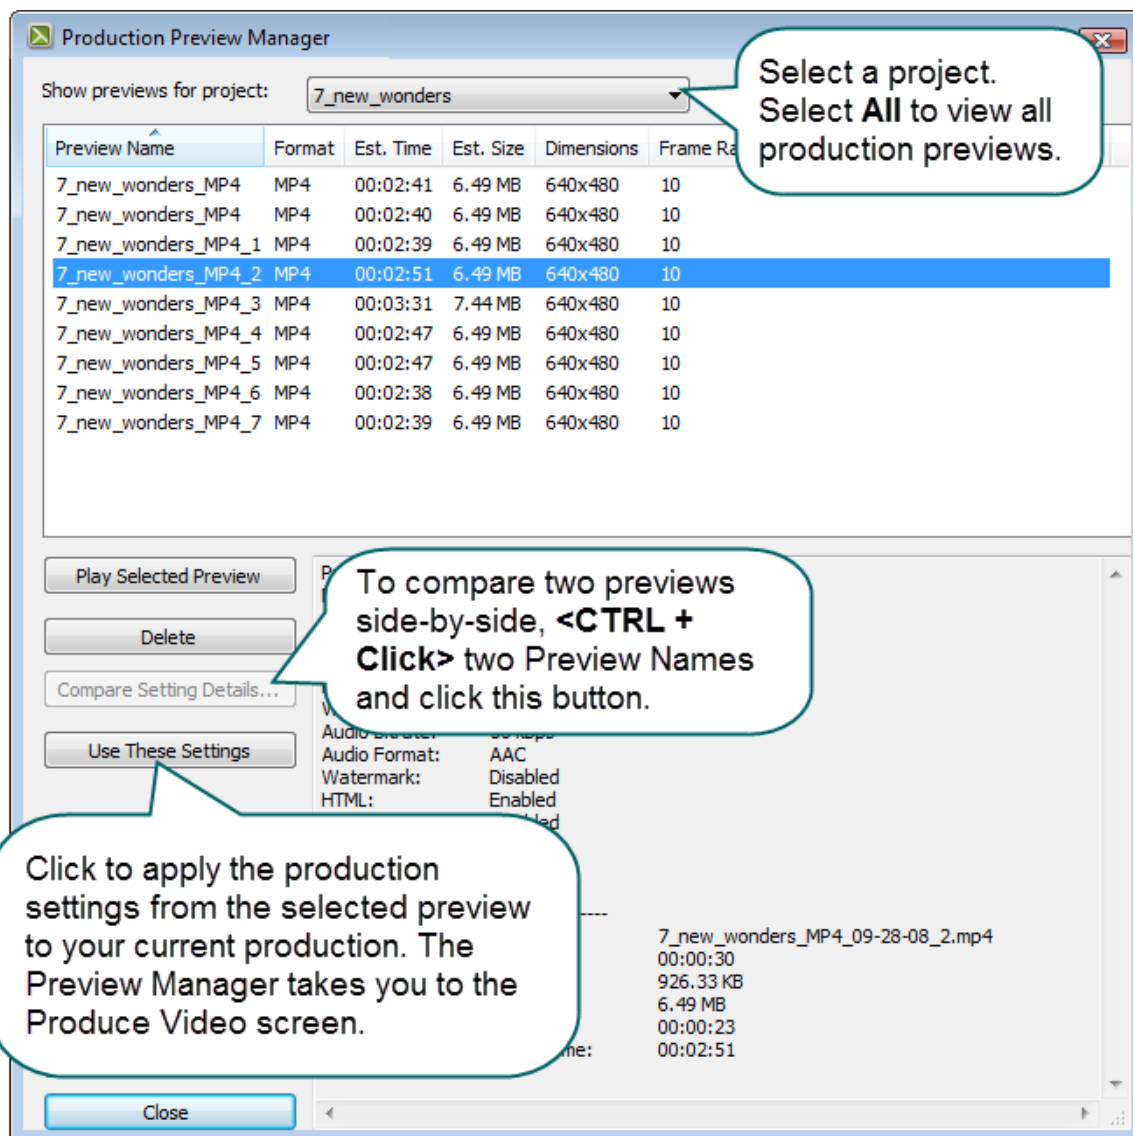 Production Preview Manager
Select a project.
Select All to view all
production previews.
Show previews for project: 7_new_wonders
Preview Name Format Est. Time Est. Size Dimensions Frame Ra
7_new_wonders_MP4 MP4 00:02:41 6.49 MB 640x480 10
7_new_wonders_MP4 MP4 00:02:40 6.49 MB 640x480 10
7_new_wonders_MP4_1 MP4 00:02:39 6.49 MB 640x480 10
7_new_wonders_MP4_2 MP4 00:02:51 6.49 MB 640x480 10
7_new_wonders_MP4_3 MP4 00:03:31 7.44 MB 640x480 10
7_new_wonders_MP4_4 MP4 00:02:47 6.49 MB 640x480 10
7_new_wonders_MP4_5 MP4 00:02:47 6.49 MB 640x480 10
7_new_wonders_MP4_6 MP4 00:02:38 6.49 MB 640x480 10
7_new_wonders_MP4_7 MP4 00:02:39 6.49 MB 640x480 10
Play Selected Preview
Delete
Compare Setting Details...
Use These Settings
To compare two previews
side-by-side, <CTRL +
Click> two Preview Names
and click this button.
Audio Format: AAC
Watermark: Disabled
HTML: Enabled
Click to apply the production
settings from the selected preview
to your current production. The
Preview Manager takes you to the
Produce Video screen.
7_new_wonders_MP4_09-28-08_2.mp4
00:00:30
926.33 KB
6.49 MB
00:00:23
me: 00:02:51
Close